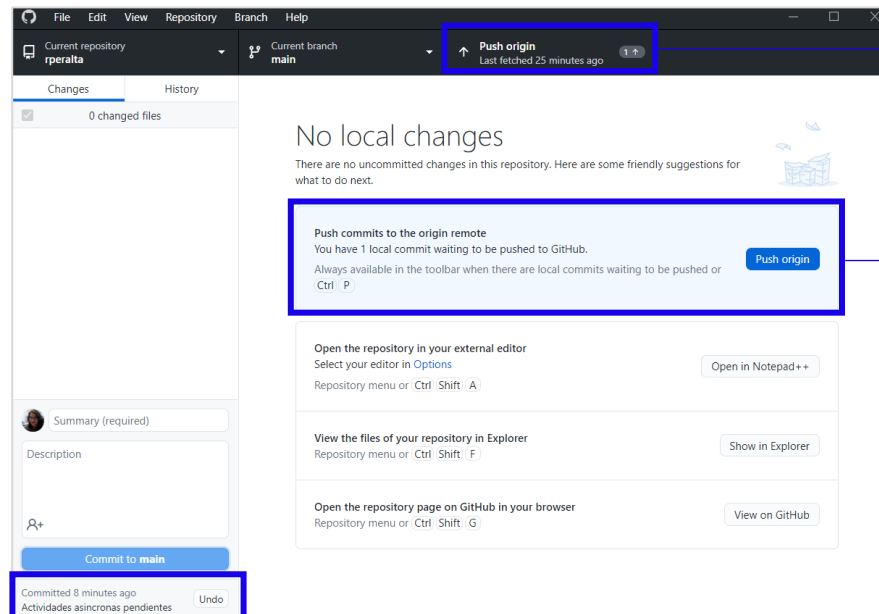 File Edit View Repository Branch Help
Current repository
rperalta
Current branch
main
Push origin
Last fetched 25 minutes ago
1
Changes History
0 changed files
No local changes
There are no uncommitted changes in this repository. Here are some friendly suggestions for
what to do next.
Push commits to the origin remote
You have 1 local commit waiting to be pushed to GitHub.
Always available in the toolbar when there are local commits waiting to be pushed or
Ctrl P
Push origin
Open the repository in your external editor
Select your editor in Options
Repository menu or Ctrl Shift A
Open in Notepad++
View the files of your repository in Explorer
Repository menu or Ctrl Shift F
Show in Explorer
Open the repository page on GitHub in your browser
Repository menu or Ctrl Shift G
View on GitHub
Summary (required)
Description
Commit to main
Committed 8 minutes ago
Actividades asincronas pendientes
Undo